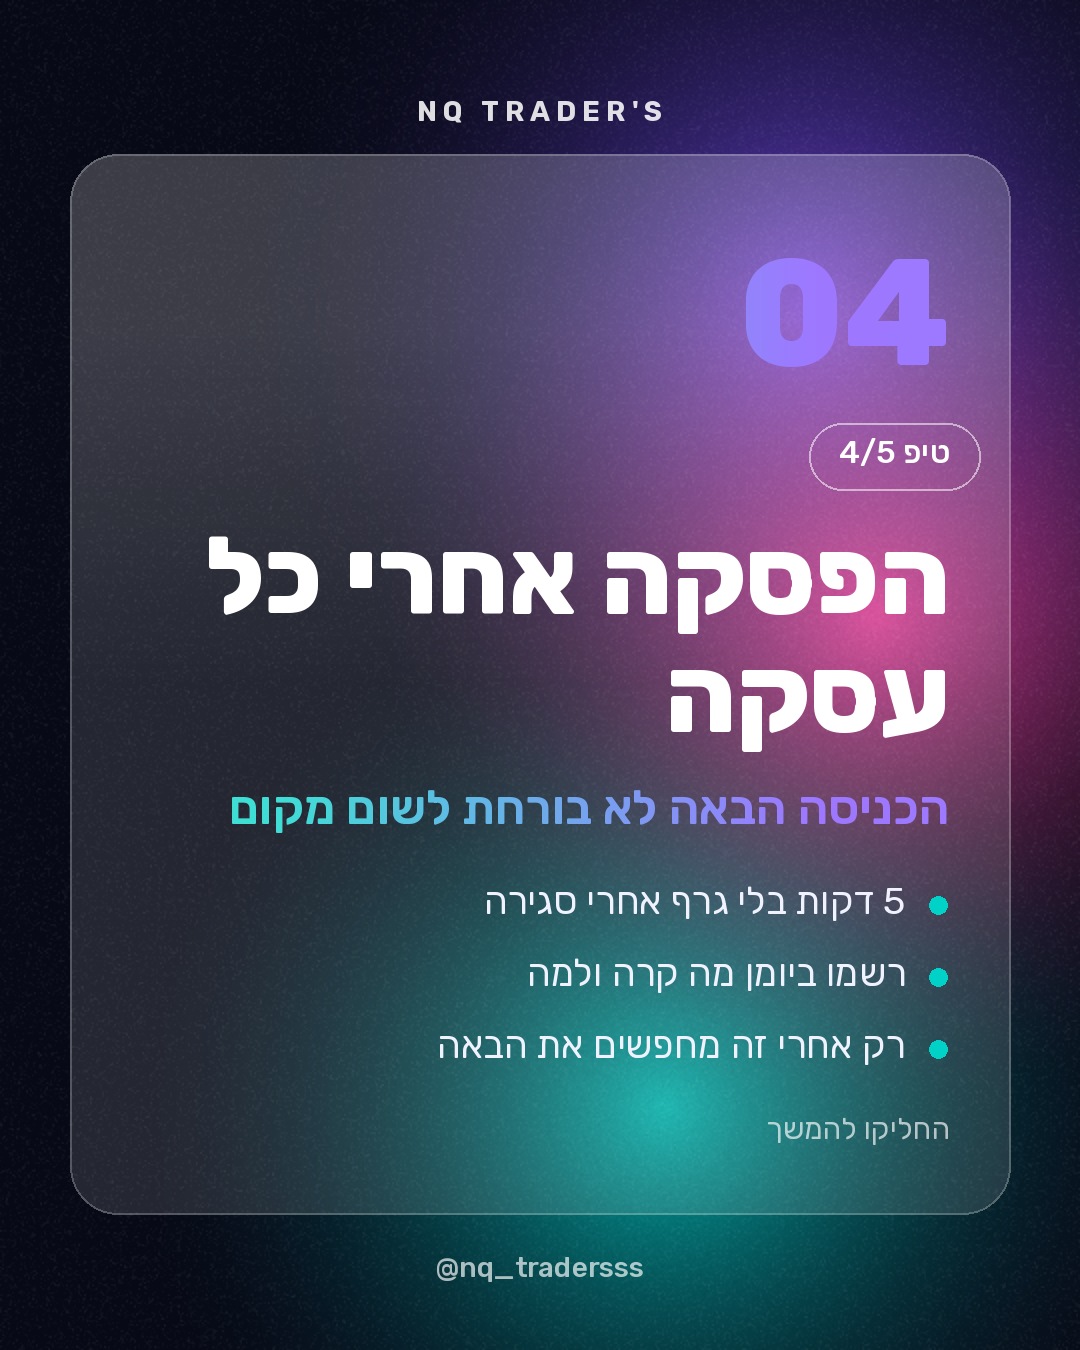 NQ TRADER'S
04
טיפ 4/5
הפסקה אחרי כל
עסקה
הכניסה הבאה לא בורחת לשום מקום
5 דקות בלי גרף אחרי סגירה
רשמו ביומן מה קרה ולמה
רק אחרי זה מחפשים את הבאה
החליקו להמשך
@nq_tradersss